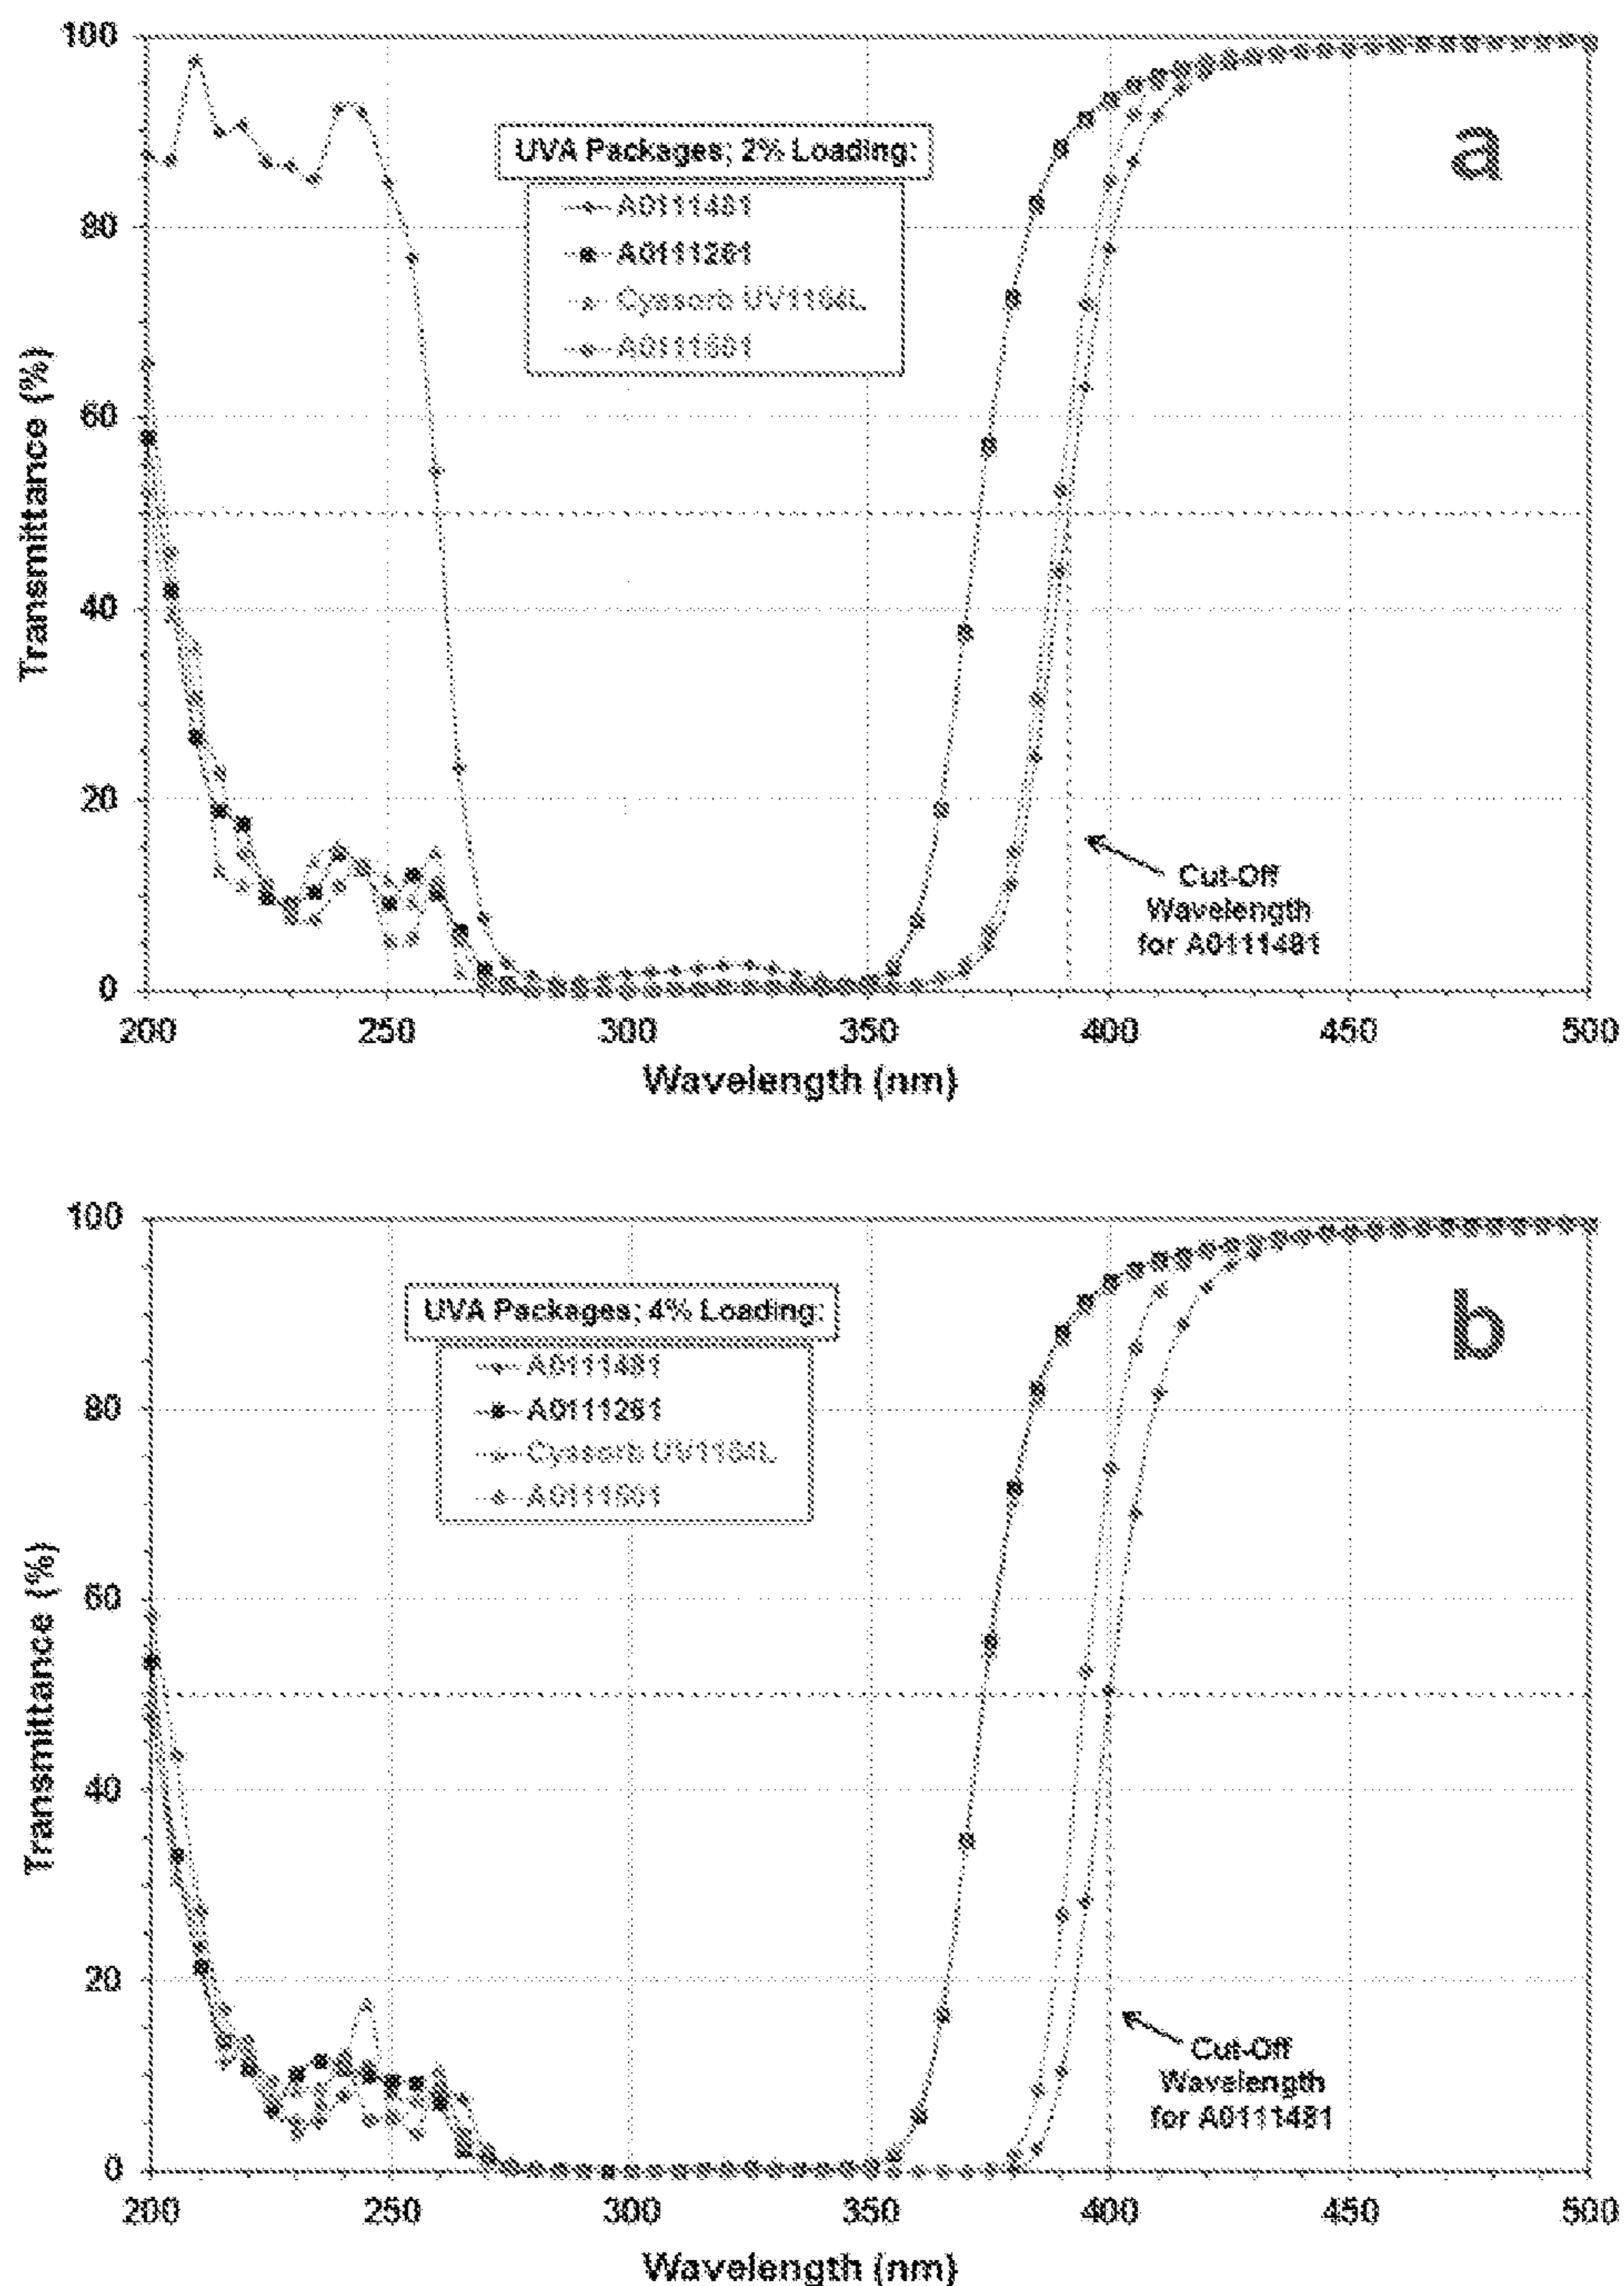 100
80
60
40
20
0
Transmittance (%)
a
UVA Packages; 2% Loading:
A0111481
A0111261
Cyasorb UV1164L
Cut-Off
Wavelength
for A0111481
200 250 300 350 400 450 500
Wavelength (nm)
100
80
60
40
20
0
Transmittance (%)
b
UVA Packages; 4% Loading:
A0111481
A0111261
Cyasorb UV1164L
Cut-Off
Wavelength
for A0111481
200 250 300 350 400 450 500
Wavelength (nm)